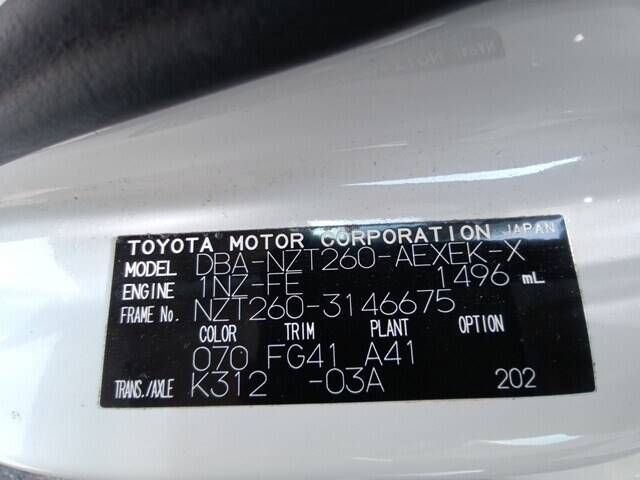 TOYOTA MOTOR CORPORATION JAPAN
MODEL DBA-NZT260-AEXEK-X
ENGINE 1NZ-FE 1496 mL
FRAME No. NZT260-3146675
COLOR TRIM PLANT OPTION
070 FG41 A41
TRANS./AXLE K312 -03A 202